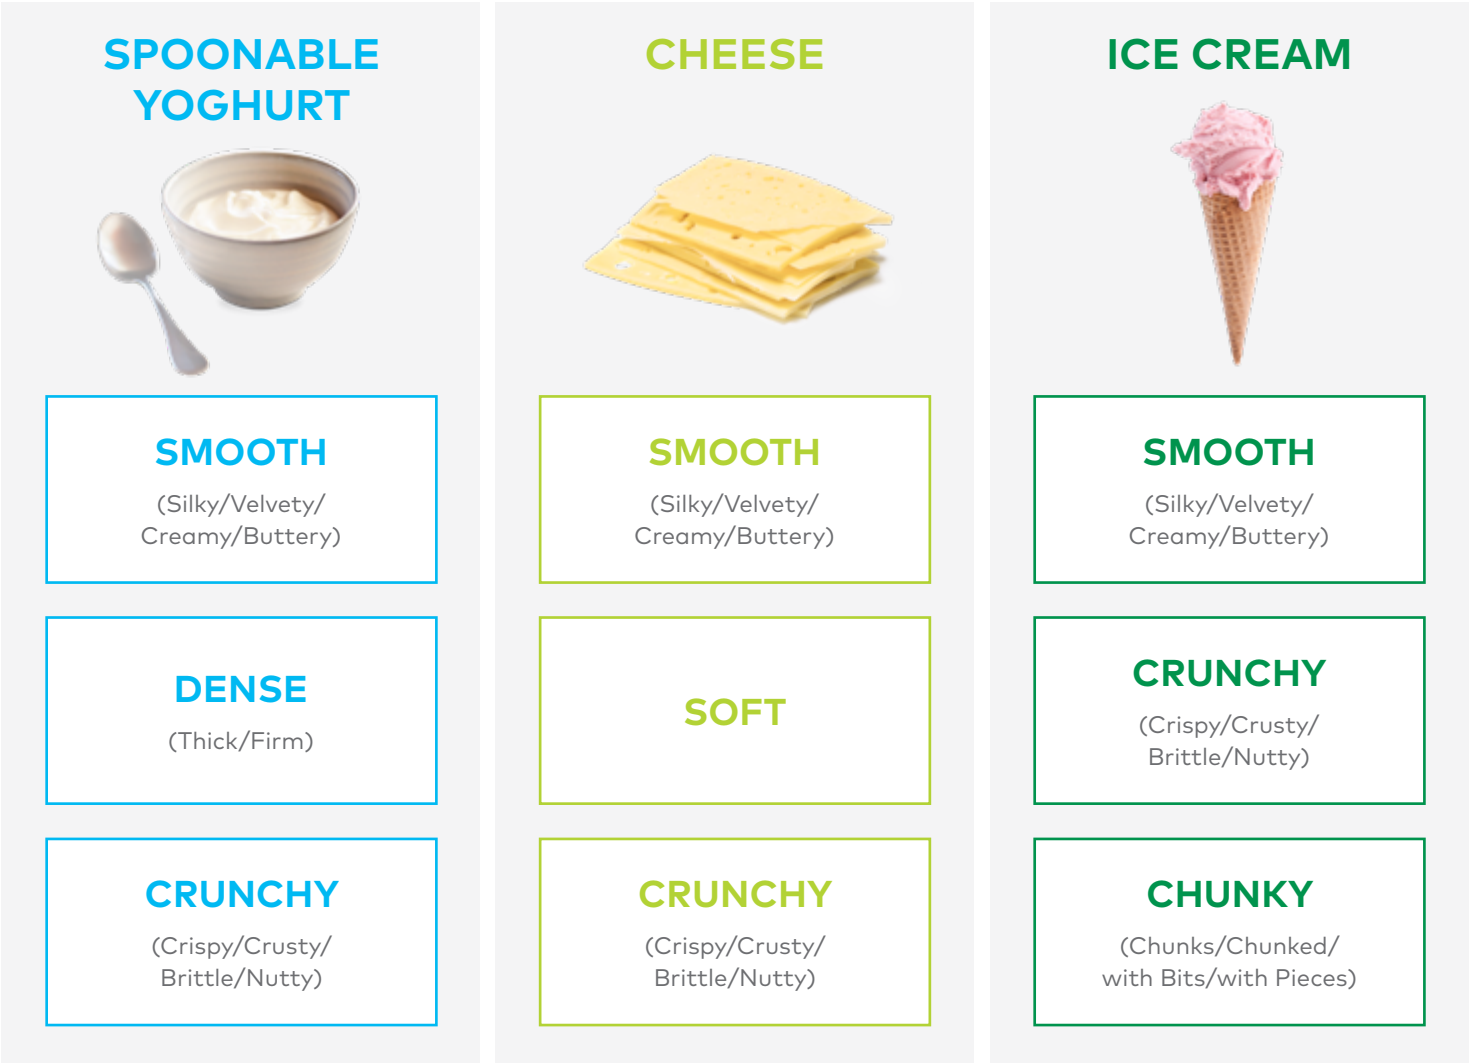 SPOONABLE
YOGHURT
SMOOTH
(Silky/Velvety/
Creamy/Buttery)
DENSE
(Thick/Firm)
CRUNCHY
(Crispy/Crusty/
Brittle/Nutty)
CHEESE
SMOOTH
(Silky/Velvety/
Creamy/Buttery)
SOFT
CRUNCHY
(Crispy/Crusty/
Brittle/Nutty)
ICE CREAM
SMOOTH
(Silky/Velvety/
Creamy/Buttery)
CRUNCHY
(Crispy/Crusty/
Brittle/Nutty)
CHUNKY
(Chunks/Chunked/
with Bits/with Pieces)